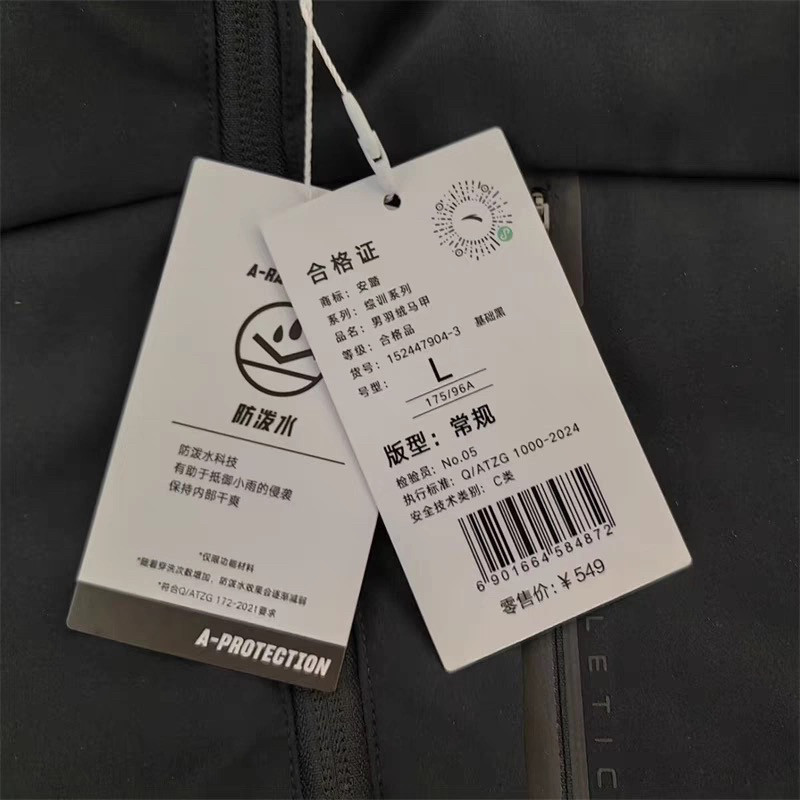 A-RA
防泼水
防泼水科技
有助于抵御小雨的侵袭
保持内部干爽
*仅限功能材料
*随着穿洗次数增加，防泼水效果会逐渐减弱
*符合Q/ATZG 172-2021要求
A-PROTECTION
合格证
商标：安踏
系列：综训系列
品名：男羽绒马甲
等级：合格品
货号：152447904-3 基础黑
号型：
L
175/96A
版型：常规
检验员：No.05
执行标准：Q/ATZG 1000-2024
安全技术类别：C类
6 901664 584872
零售价：¥ 549
LETIC